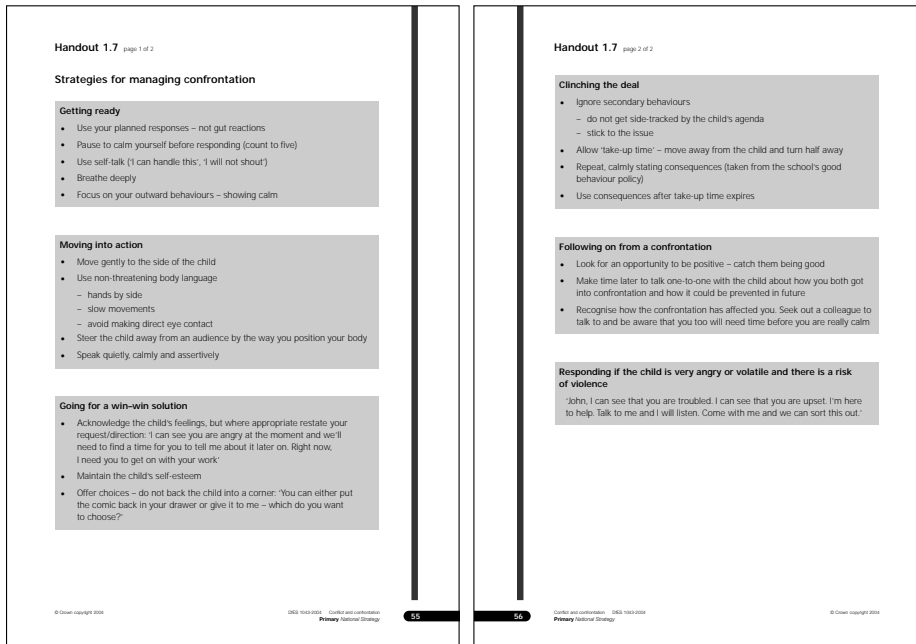 Handout 1.7 page 1 of 2
Strategies for managing confrontation
Getting ready
• Use your planned responses – not gut reactions
• Pause to calm yourself before responding (count to five)
• Use self-talk (‘I can handle this’, ‘I will not shout’)
• Breathe deeply
• Focus on your outward behaviours – showing calm
Moving into action
• Move gently to the side of the child
• Use non-threatening body language
– hands by side
– slow movements
– avoid making direct eye contact
• Steer the child away from an audience by the way you position your body
• Speak quietly, calmly and assertively
Going for a win–win solution
• Acknowledge the child’s feelings, but where appropriate restate your
request/direction: ‘I can see you are angry at the moment and we’ll
need to find a time for you to tell me about it later on. Right now,
I need you to get on with your work’
• Maintain the child’s self-esteem
• Offer choices – do not back the child into a corner: ‘You can either put
the comic back in your drawer or give it to me – which do you want
to choose?’
© Crown copyright 2004
DfES 1043-2004 Conflict and confrontation
Primary National Strategy
55
Handout 1.7 page 2 of 2
Clinching the deal
• Ignore secondary behaviours
– do not get side-tracked by the child’s agenda
– stick to the issue
• Allow ‘take-up time’ – move away from the child and turn half away
• Repeat, calmly stating consequences (taken from the school’s good
behaviour policy)
• Use consequences after take-up time expires
Following on from a confrontation
• Look for an opportunity to be positive – catch them being good
• Make time later to talk one-to-one with the child about how you both got
into confrontation and how it could be prevented in future
• Recognise how the confrontation has affected you. Seek out a colleague to
talk to and be aware that you too will need time before you are really calm
Responding if the child is very angry or volatile and there is a risk
of violence
‘John, I can see that you are troubled. I can see that you are upset. I’m here
to help. Talk to me and I will listen. Come with me and we can sort this out.’
56
Conflict and confrontation DfES 1043-2004
Primary National Strategy
© Crown copyright 2004